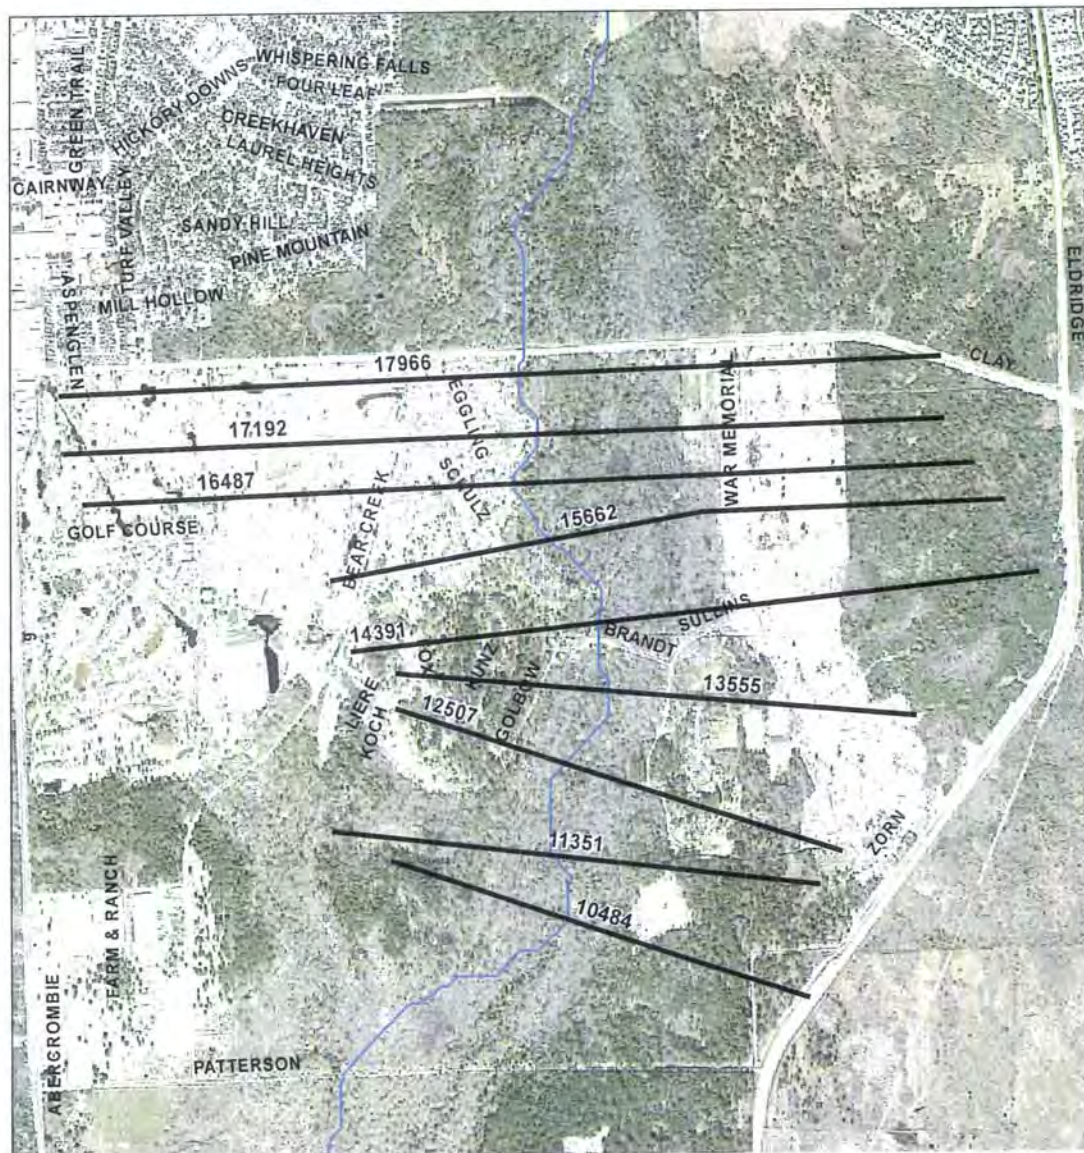 WHISPERING FALLS
FOUR LEAF
GREEN TRAIL
HICKORY DOWNS
CREEKHAVEN
LAUREL HEIGHTS
CAIRNWAY
TURF VALLEY
SANDY HILL
PINE MOUNTAIN
ASPENGLEN
MILL HOLLOW
ELDRIDGE
CLAY
17966
EGGLING
WAR MEMORIAL
17192
SCHULZ
16487
BEAR CREEK
GOLF COURSE
15662
SULLINS
BRANDT
14391
KUNZ
GOLBOW
13555
LIERE
KOCH
12507
ZORN
11351
10484
FARM & RANCH
ABERCROMBIE
PATTERSON